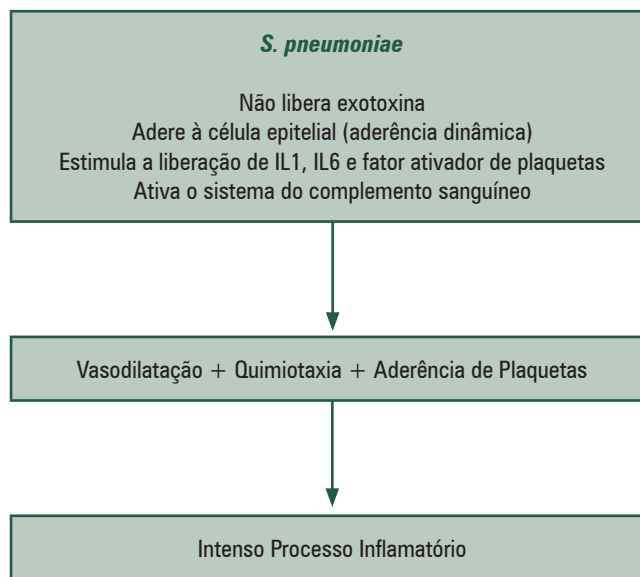 S. pneumoniae
Não libera exotoxina
Adere à célula epitelial (aderência dinâmica)
Estimula a liberação de IL1, IL6 e fator ativador de plaquetas
Ativa o sistema do complemento sanguíneo
Vasodilatação + Quimiotaxia + Aderência de Plaquetas
Intenso Processo Inflamatório